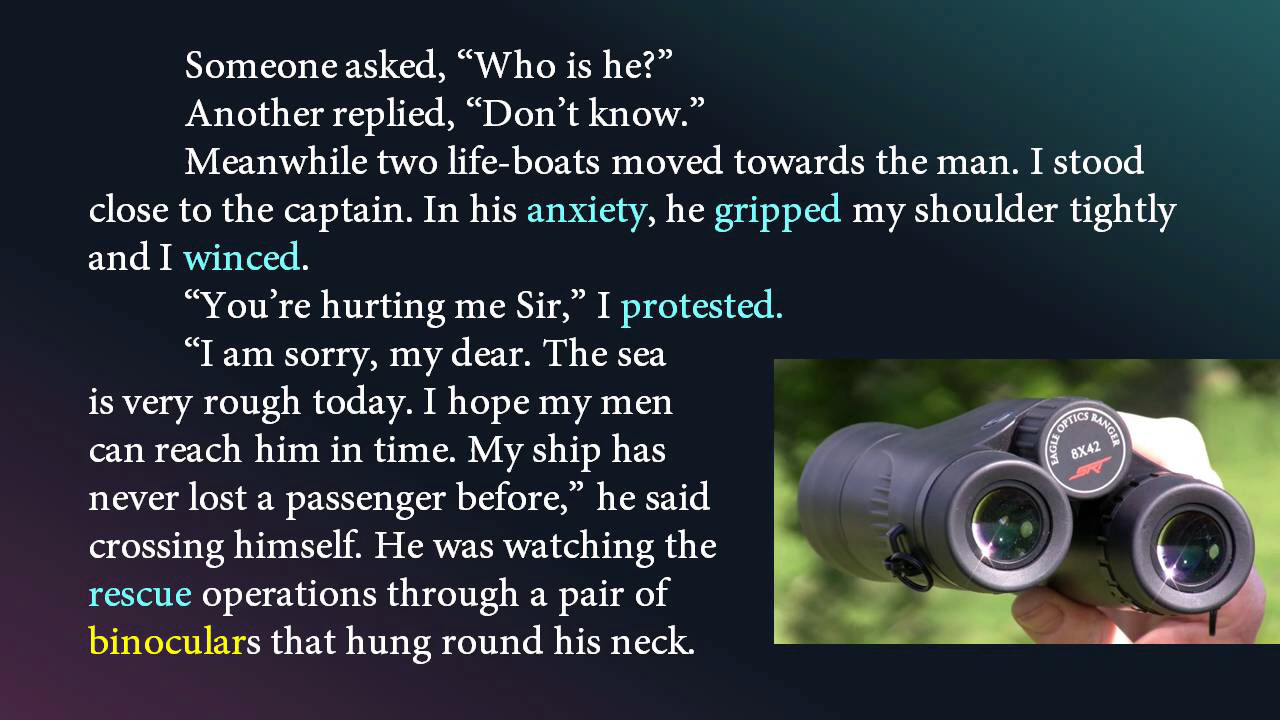 Someone asked, “Who is he?”
Another replied, “Don’t know.”
Meanwhile two life-boats moved towards the man. I stood
close to the captain. In his anxiety, he gripped my shoulder tightly
and I winced.
“You’re hurting me Sir,” I protested.
“I am sorry, my dear. The sea
is very rough today. I hope my men
can reach him in time. My ship has
never lost a passenger before,” he said
crossing himself. He was watching the
rescue operations through a pair of
binoculars that hung round his neck.
EAGLE OPTICS RANGER
8X42
SRT